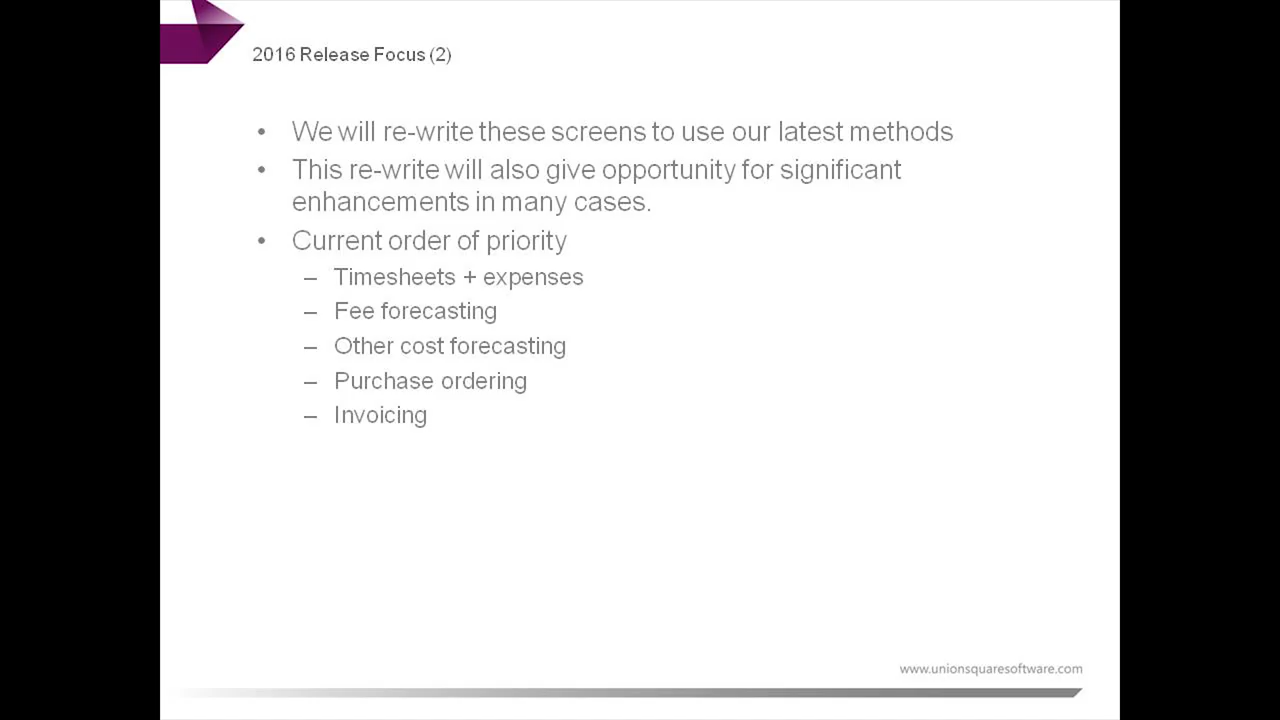 2016 Release Focus (2)
• We will re-write these screens to use our latest methods
• This re-write will also give opportunity for significant
enhancements in many cases.
• Current order of priority
– Timesheets + expenses
– Fee forecasting
– Other cost forecasting
– Purchase ordering
– Invoicing
www.unionsquaresoftware.com